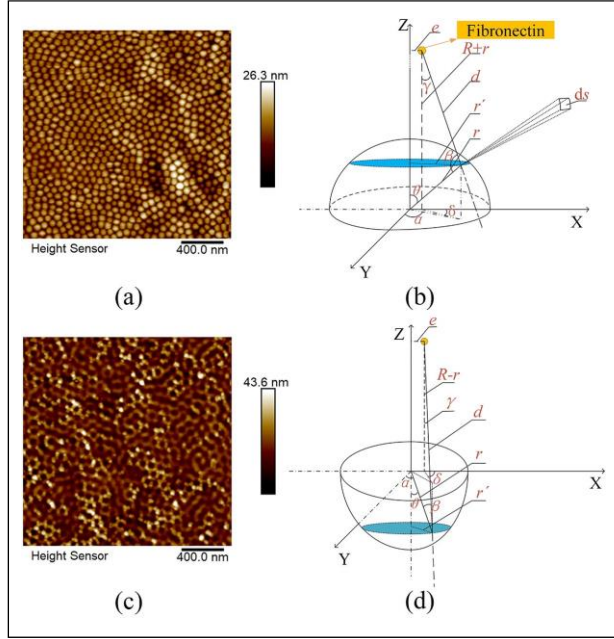 26.3 nm
Height Sensor
400.0 nm
(a)
Z
e
Fibronectin
R±r
γ
d
r′
r
ds
β
θ
α
δ
X
Y
(b)
43.6 nm
Height Sensor
400.0 nm
(c)
Z
e
R-r
γ
d
r
α
δ
X
θ
β
r′
Y
(d)